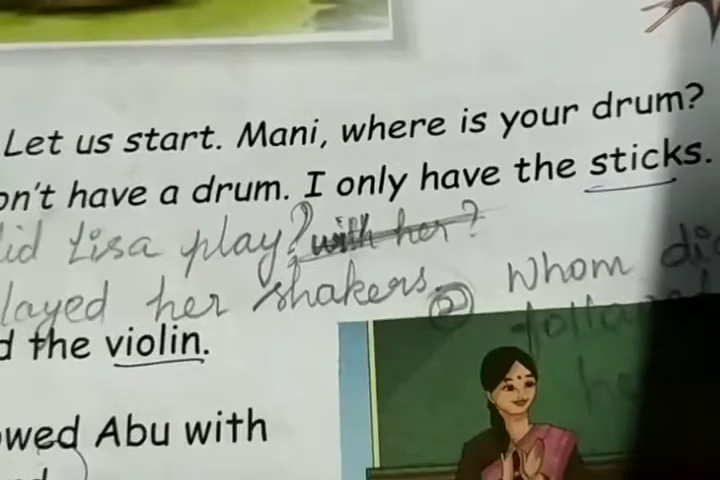 Let us start. Mani, where is your drum?
on't have a drum. I only have the sticks.
id Lisa play? with her?
layed her shakers. ② Whom di
d the violin.
owed Abu with